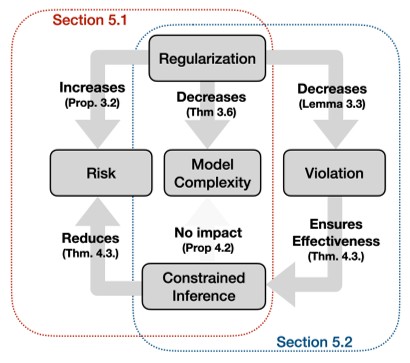 Section 5.1
Regularization
Increases
(Prop. 3.2)
Decreases
(Thm 3.6)
Decreases
(Lemma 3.3)
Risk
Model
Complexity
Violation
Reduces
(Thm. 4.3.)
No impact
(Prop 4.2)
Ensures
Effectiveness
(Thm. 4.3.)
Constrained
Inference
Section 5.2